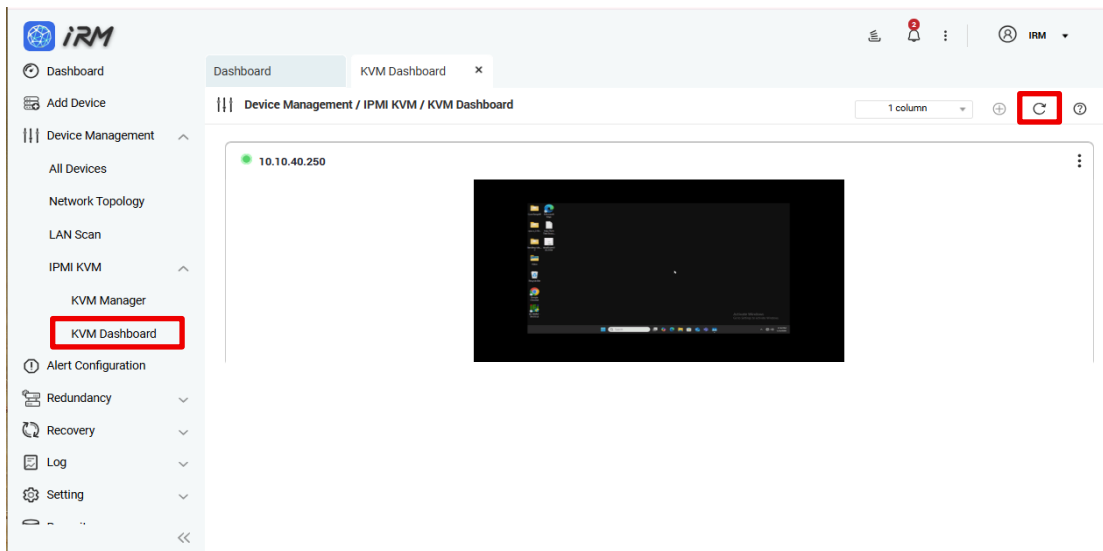 iRM
2
IRM
Dashboard
Add Device
Device Management
All Devices
Network Topology
LAN Scan
IPMI KVM
KVM Manager
KVM Dashboard
Alert Configuration
Redundancy
Recovery
Log
Setting
Dashboard
KVM Dashboard
Device Management / IPMI KVM / KVM Dashboard
1 column
10.10.40.250
Activate Windows